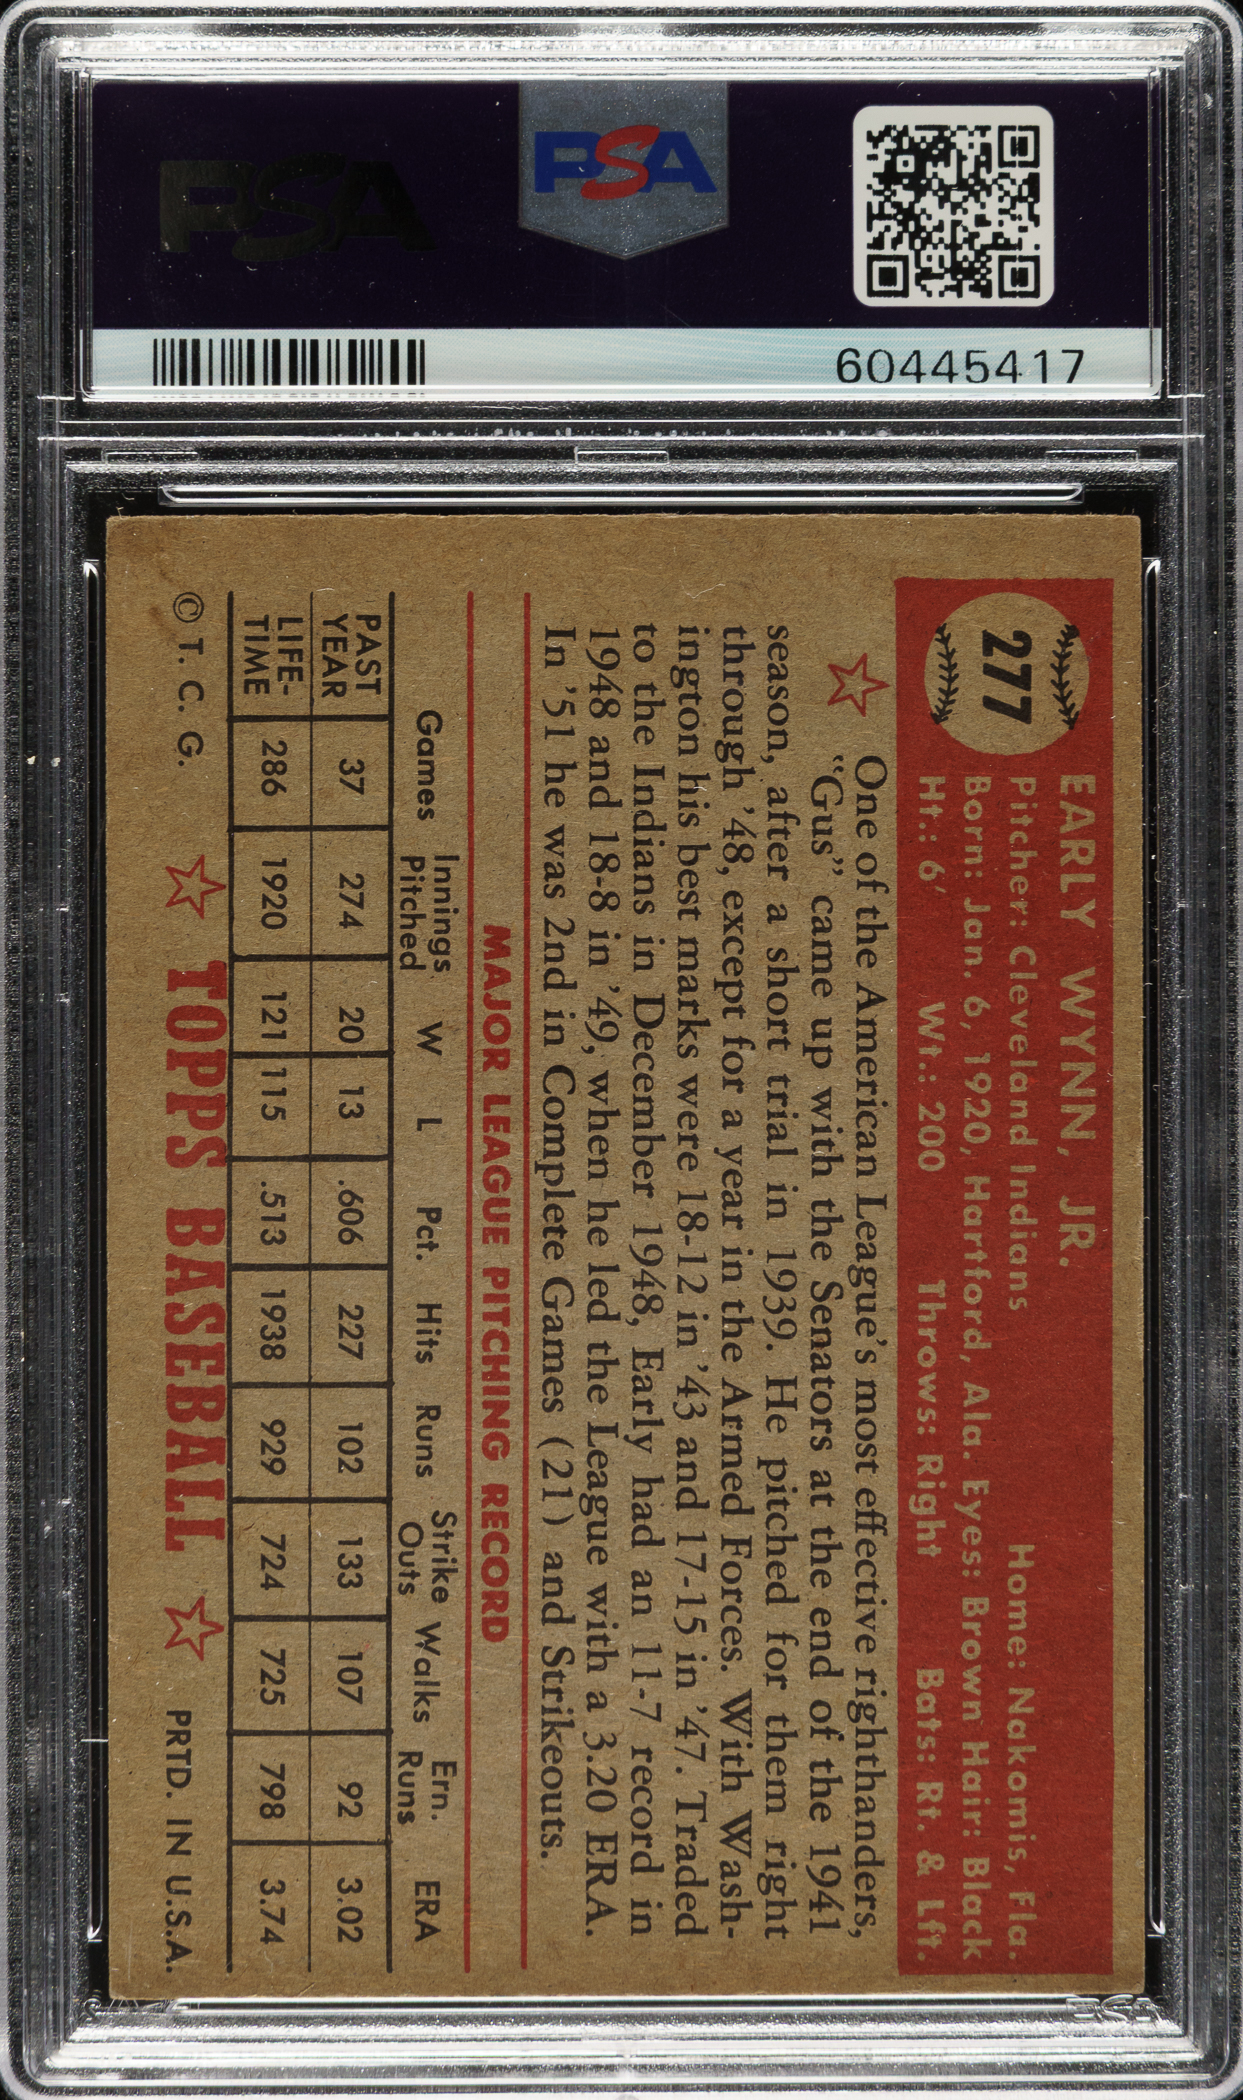 PSA
PSA
60445417
277
EARLY WYNN, JR.
Pitcher: Cleveland Indians Home: Nakomis, Fla.
Born: Jan. 6, 1920, Hartford, Ala. Eyes: Brown Hair: Black
Ht.: 6' Wt.: 200 Throws: Right Bats: Rt. & Lft.
One of the American League's most effective righthanders,
"Gus" came up with the Senators at the end of the 1941
season, after a short trial in 1939. He pitched for them right
through '48, except for a year in the Armed Forces. With Wash-
ington his best marks were 18-12 in '43 and 17-15 in '47. Traded
to the Indians in December 1948, Early had an 11-7 record in
1948 and 18-8 in '49, when he led the League with a 3.20 ERA.
In '51 he was 2nd in Complete Games (21) and Strikeouts.
MAJOR LEAGUE PITCHING RECORD
Games Innings Pitched W L Pct. Hits Runs Strike Outs Walks Ern. Runs ERA
PAST YEAR 37 274 20 13 .606 227 102 133 107 92 3.02
LIFE-TIME 286 1920 121 115 .513 1938 929 724 725 798 3.74
© T. C. G. TOPPS BASEBALL PRTD. IN U.S.A.